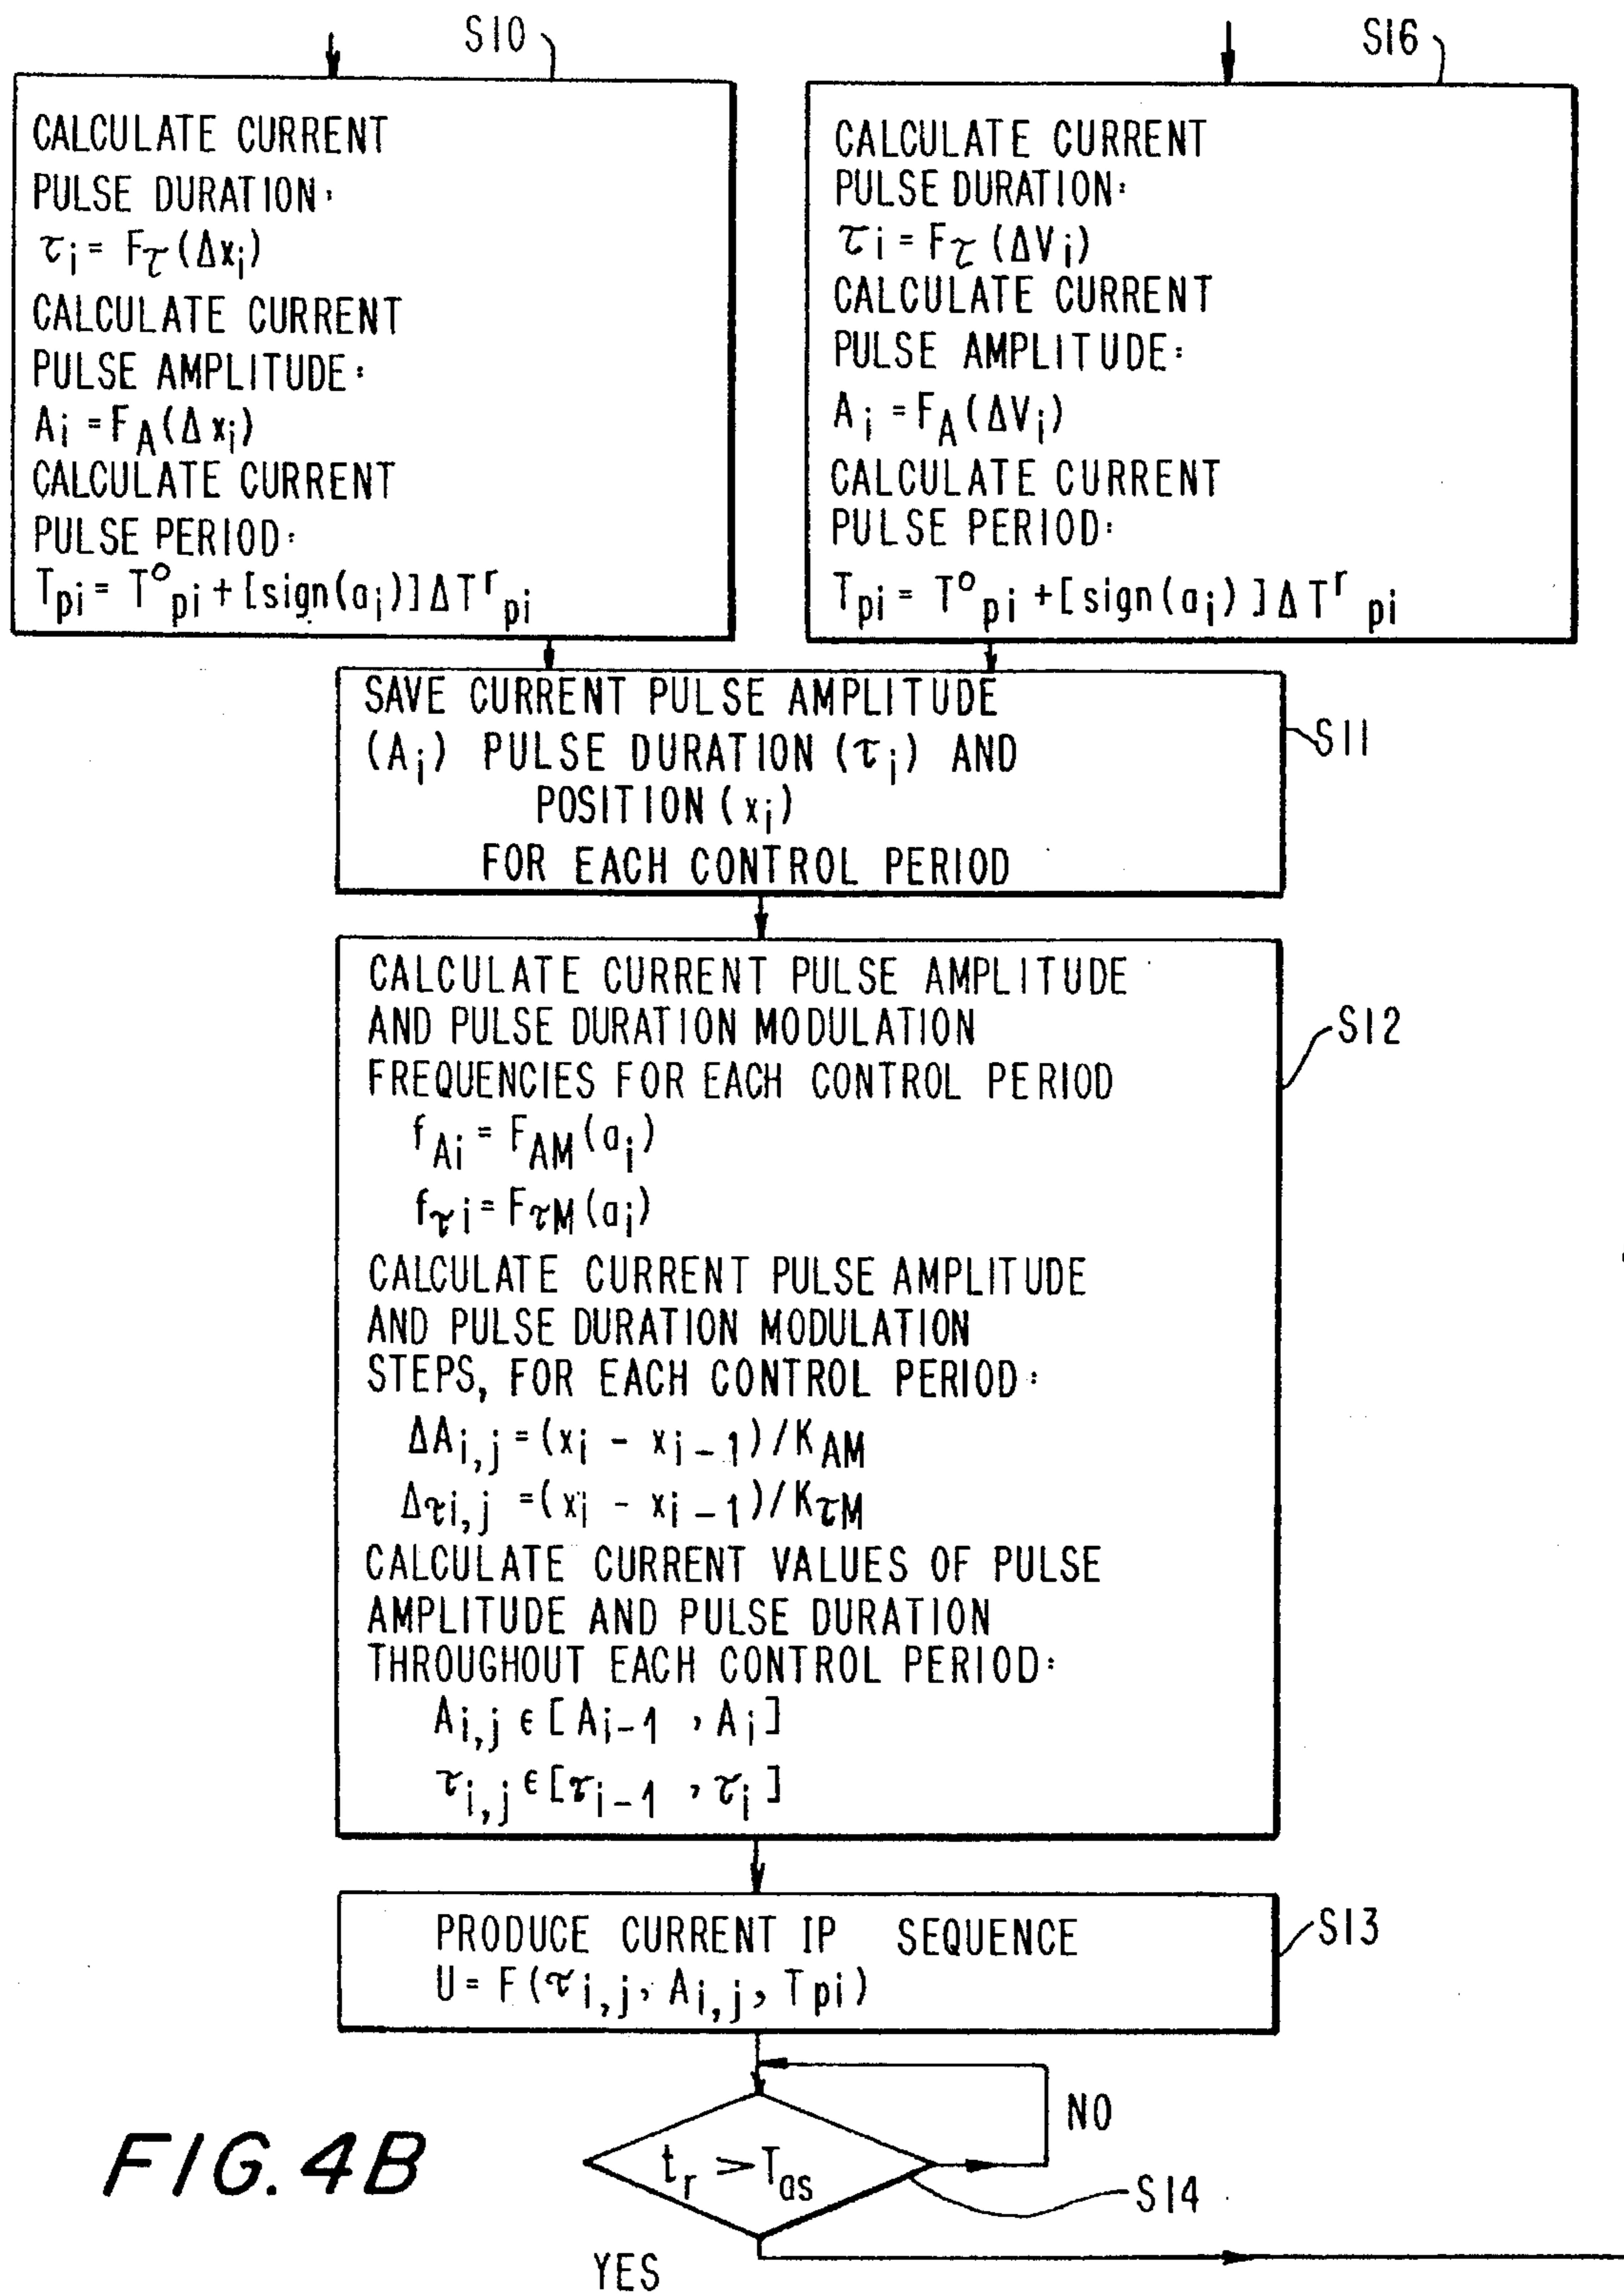 S10
CALCULATE CURRENT
PULSE DURATION:
τi = Fτ(Δxi)
CALCULATE CURRENT
PULSE AMPLITUDE:
Ai = FA(Δxi)
CALCULATE CURRENT
PULSE PERIOD:
Tpi = T°pi + [sign(ai)] ΔT^r pi
S16
CALCULATE CURRENT
PULSE DURATION:
τi = Fτ(ΔVi)
CALCULATE CURRENT
PULSE AMPLITUDE:
Ai = FA(ΔVi)
CALCULATE CURRENT
PULSE PERIOD:
Tpi = T°pi + [sign(ai)] ΔT^r pi
SAVE CURRENT PULSE AMPLITUDE
(Ai) PULSE DURATION (τi) AND
POSITION (xi)
FOR EACH CONTROL PERIOD
S11
CALCULATE CURRENT PULSE AMPLITUDE
AND PULSE DURATION MODULATION
FREQUENCIES FOR EACH CONTROL PERIOD
fAi = FAM(ai)
fτi = FτM(ai)
CALCULATE CURRENT PULSE AMPLITUDE
AND PULSE DURATION MODULATION
STEPS, FOR EACH CONTROL PERIOD:
ΔAi,j = (xi - xi-1)/KAM
Δτi,j = (xi - xi-1)/KτM
CALCULATE CURRENT VALUES OF PULSE
AMPLITUDE AND PULSE DURATION
THROUGHOUT EACH CONTROL PERIOD:
Ai,j ϵ [Ai-1 , Ai]
τi,j ϵ [τi-1 , τi]
S12
PRODUCE CURRENT IP SEQUENCE
U = F(τi,j, Ai,j, Tpi)
S13
NO
tr > Tas
S14
YES
FIG. 4B